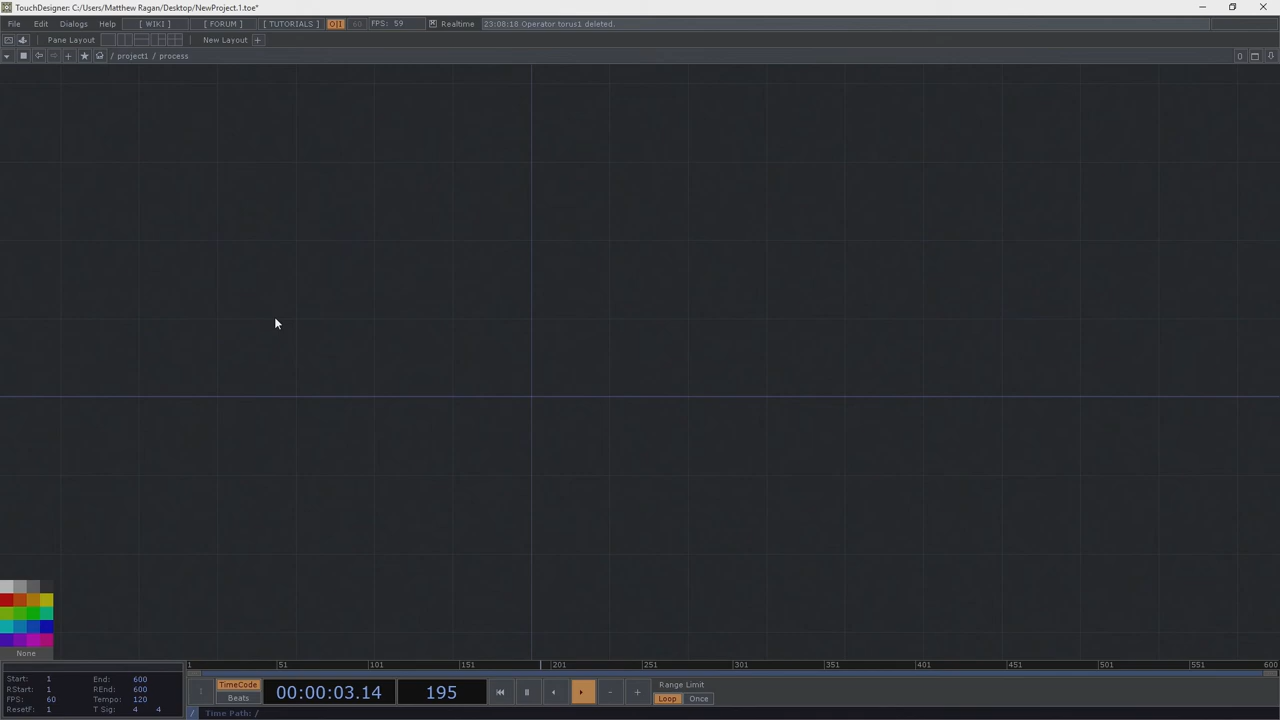 TouchDesigner: C:/Users/Matthew Ragan/Desktop/NewProject.1.toe*
File Edit Dialogs Help [ WIKI ] [ FORUM ] [ TUTORIALS ] O|I 60 FPS: 59 Realtime 23:08:18 Operator torus1 deleted.
Pane Layout New Layout +
/ project1 / process 0
None
1 51 101 151 201 251 301 351 401 451 501 551 600
Start: 1 End: 600
RStart: 1 REnd: 600
FPS: 60 Tempo: 120
ResetF: 1 T Sig: 4 4
TimeCode
Beats
00:00:03.14 195
- +
Range Limit
Loop Once
/ Time Path: /